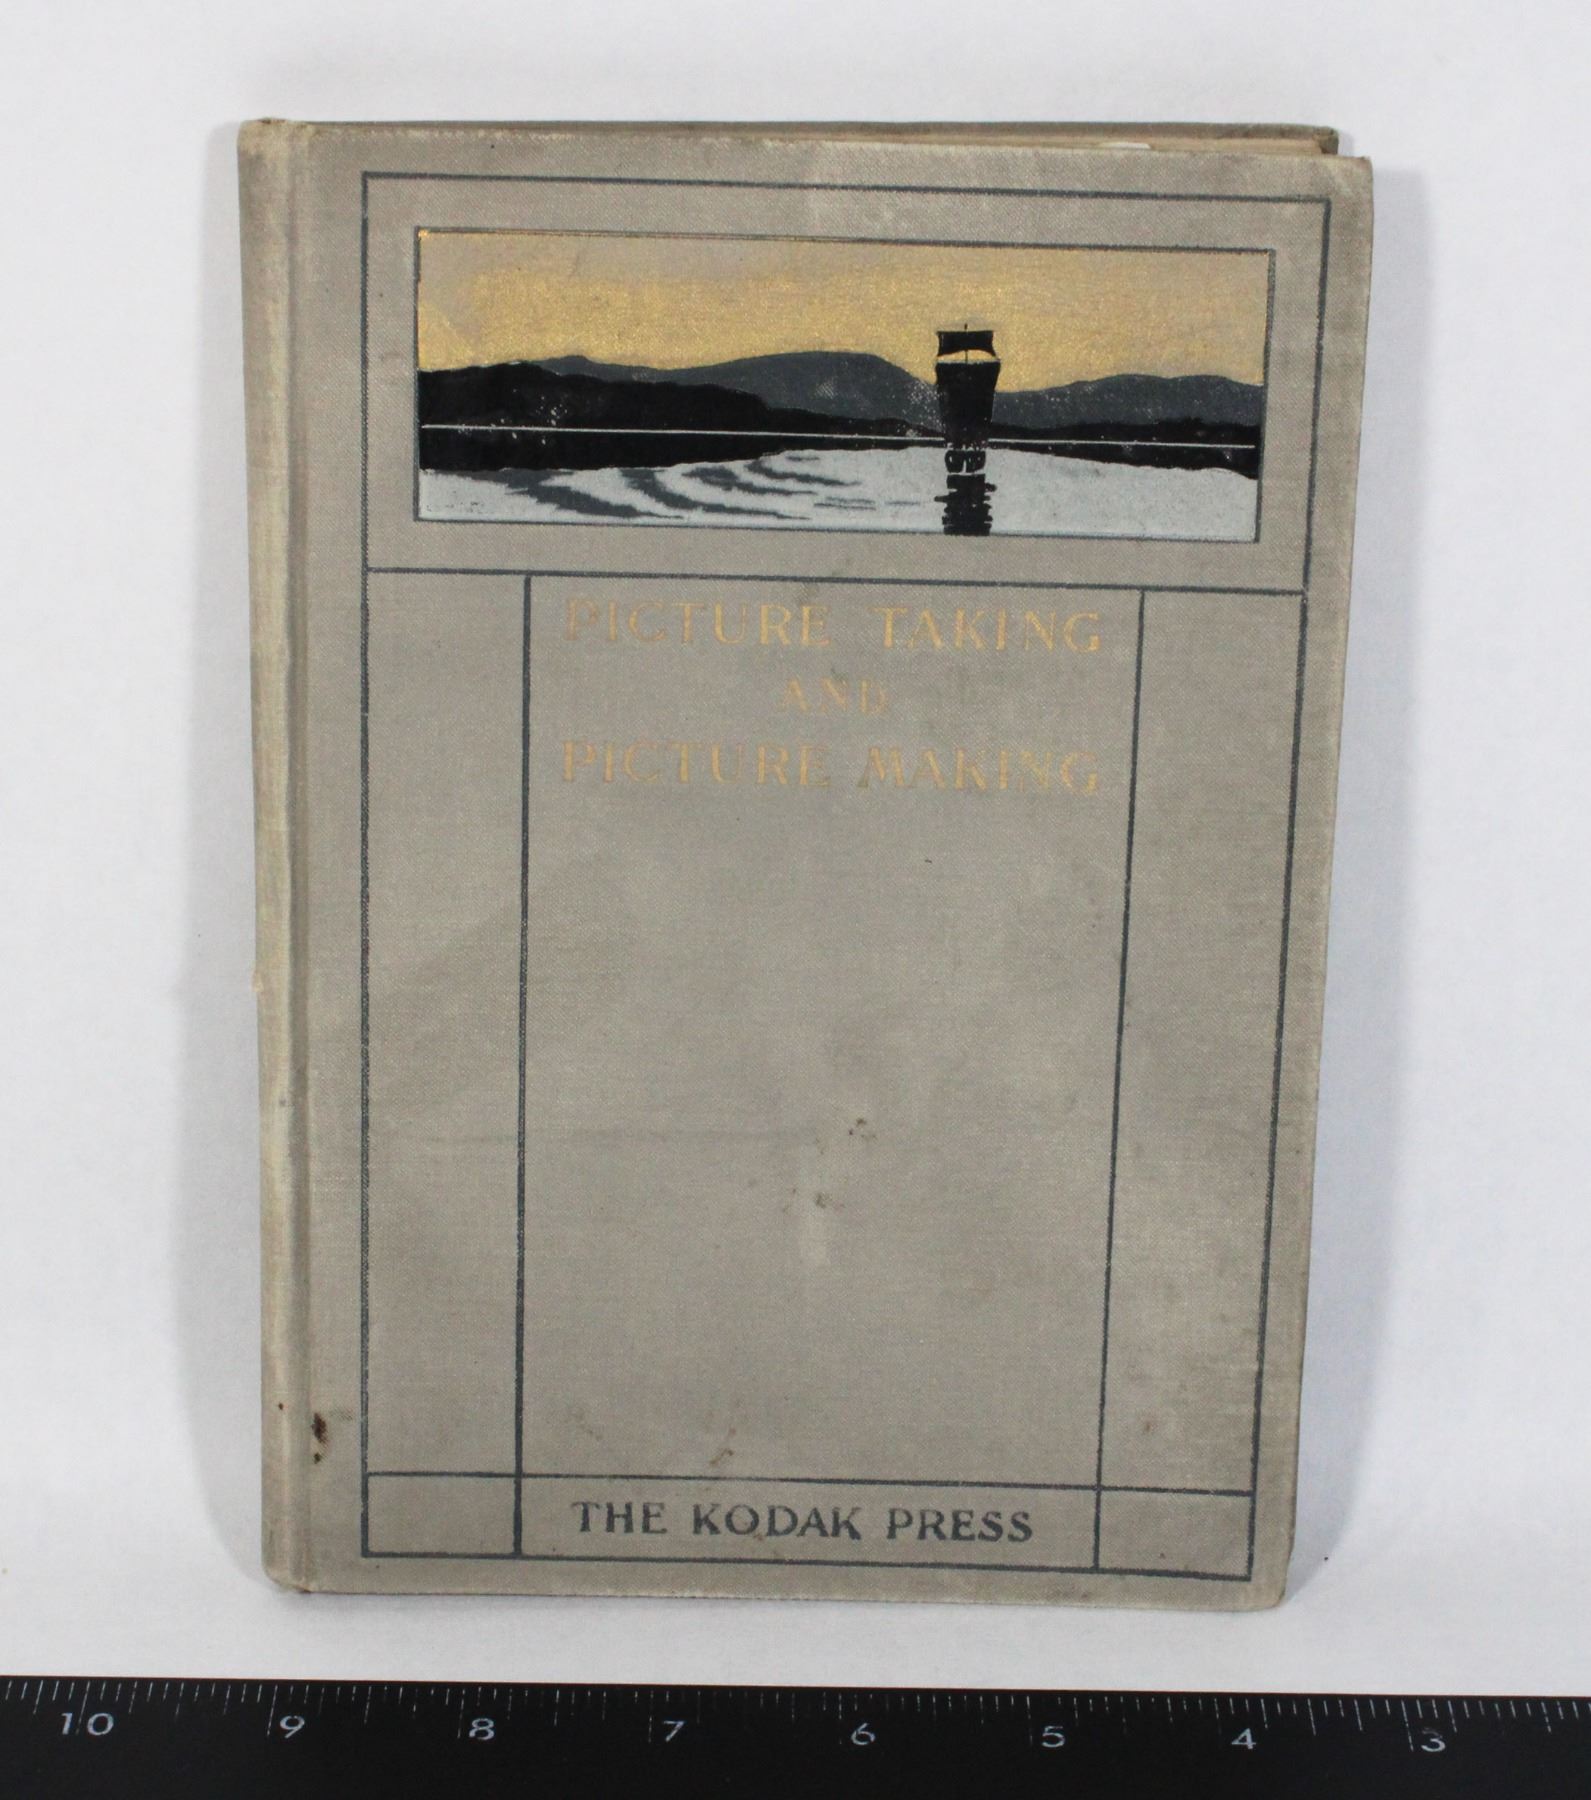 PICTURE TAKING
AND
PICTURE MAKING
THE KODAK PRESS
10 9 8 7 6 5 4 3